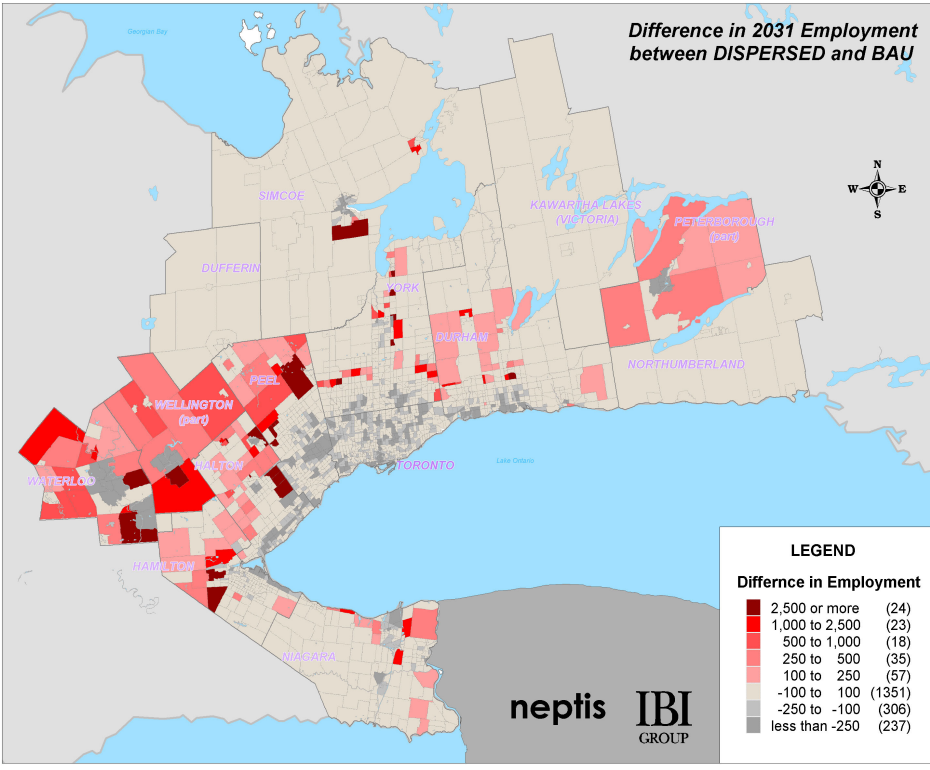 Difference in 2031 Employment
between DISPERSED and BAU
Georgian Bay
N
W E
S
SIMCOE
KAWARTHA LAKES
(VICTORIA)
PETERBOROUGH
(part)
DUFFERIN
YORK
DURHAM
NORTHUMBERLAND
PEEL
WELLINGTON
(part)
HALTON
TORONTO
Lake Ontario
WATERLOO
HAMILTON
NIAGARA
LEGEND
Differnce in Employment
2,500 or more (24)
1,000 to 2,500 (23)
500 to 1,000 (18)
250 to 500 (35)
100 to 250 (57)
-100 to 100 (1351)
-250 to -100 (306)
less than -250 (237)
neptis
IBI
GROUP